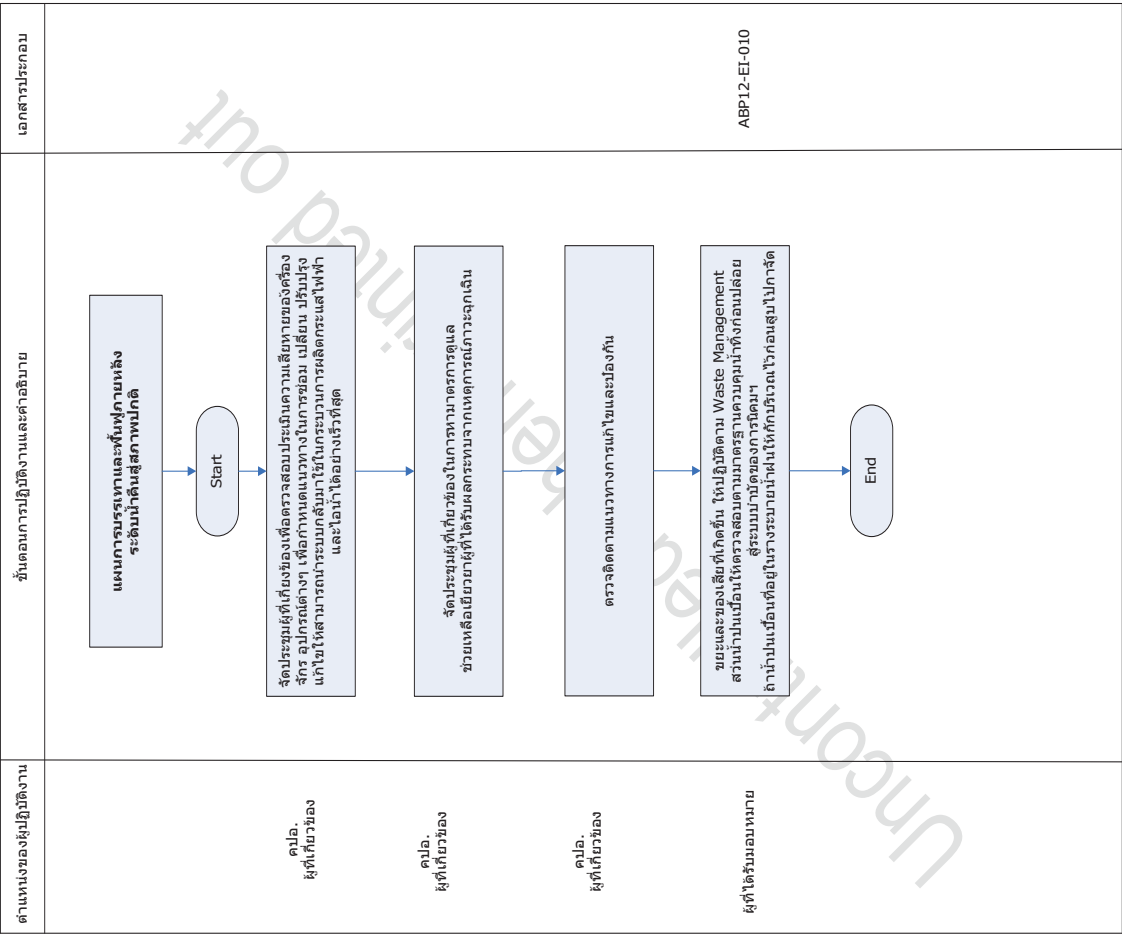 ตำแหน่งของผู้ปฏิบัติงาน
ขั้นตอนการปฏิบัติงานและคำอธิบาย
เอกสารประกอบ
แผนการบรรเทาและฟื้นฟูภายหลัง
ระดับน้ำคืนสู่สภาพปกติ
Start
คปอ.
ผู้ที่เกี่ยวข้อง
จัดประชุมผู้ที่เกี่ยงข้องเพื่อตรวจสอบประเมินความเสียหายของเครื่อง
จักร อุปกรณ์ต่างๆ เพื่อกำหนดแนวทางในการซ่อม เปลี่ยน ปรับปรุง
แก้ไขให้สามารถนำระบบกลับมาใช้ในกระบวนการผลิตกระแสไฟฟ้า
และไอน้ำได้อย่างเร็วที่สุด
คปอ.
ผู้ที่เกี่ยวข้อง
จัดประชุมผู้ที่เกี่ยวข้องในการหามาตรการดูแล
ช่วยเหลือเยียวยาผู้ที่ได้รับผลกระทบจากเหตุการณ์ภาวะฉุกเฉิน
คปอ.
ผู้ที่เกี่ยวข้อง
ตรวจติดตามแนวทางการแก้ไขและป้องกัน
ผู้ที่ได้รับมอบหมาย
ขยะและของเสียที่เกิดขึ้น ให้ปฏิบัติตาม Waste Management
สว่นน้ำปนเปื้อนให้ตรวจสอบตามมาตรฐานควบคุมน้ำทิ้งก่อนปล่อย
สู่ระบบบำบัดของการนิคมฯ
ถ้าน้ำปนเปื้อนที่อยู่ในรางระบายน้ำฝนให้กักบริเวณไว้ก่อนสูบไปกาจัด
ABP12-EI-010
End